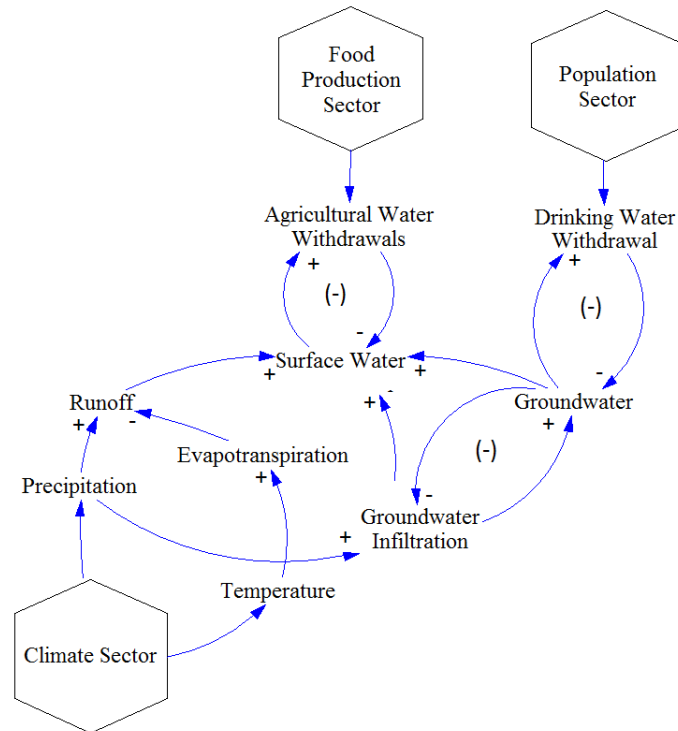 Food
Production
Sector
Population
Sector
Agricultural Water
Withdrawals
+
(-)
-
Drinking Water
Withdrawal
+
(-)
-
Surface Water
+
+
-
+
Runoff
+
-
Groundwater
+
Evapotranspiration
+
(-)
Precipitation
-
Groundwater
Infiltration
+
Temperature
Climate Sector